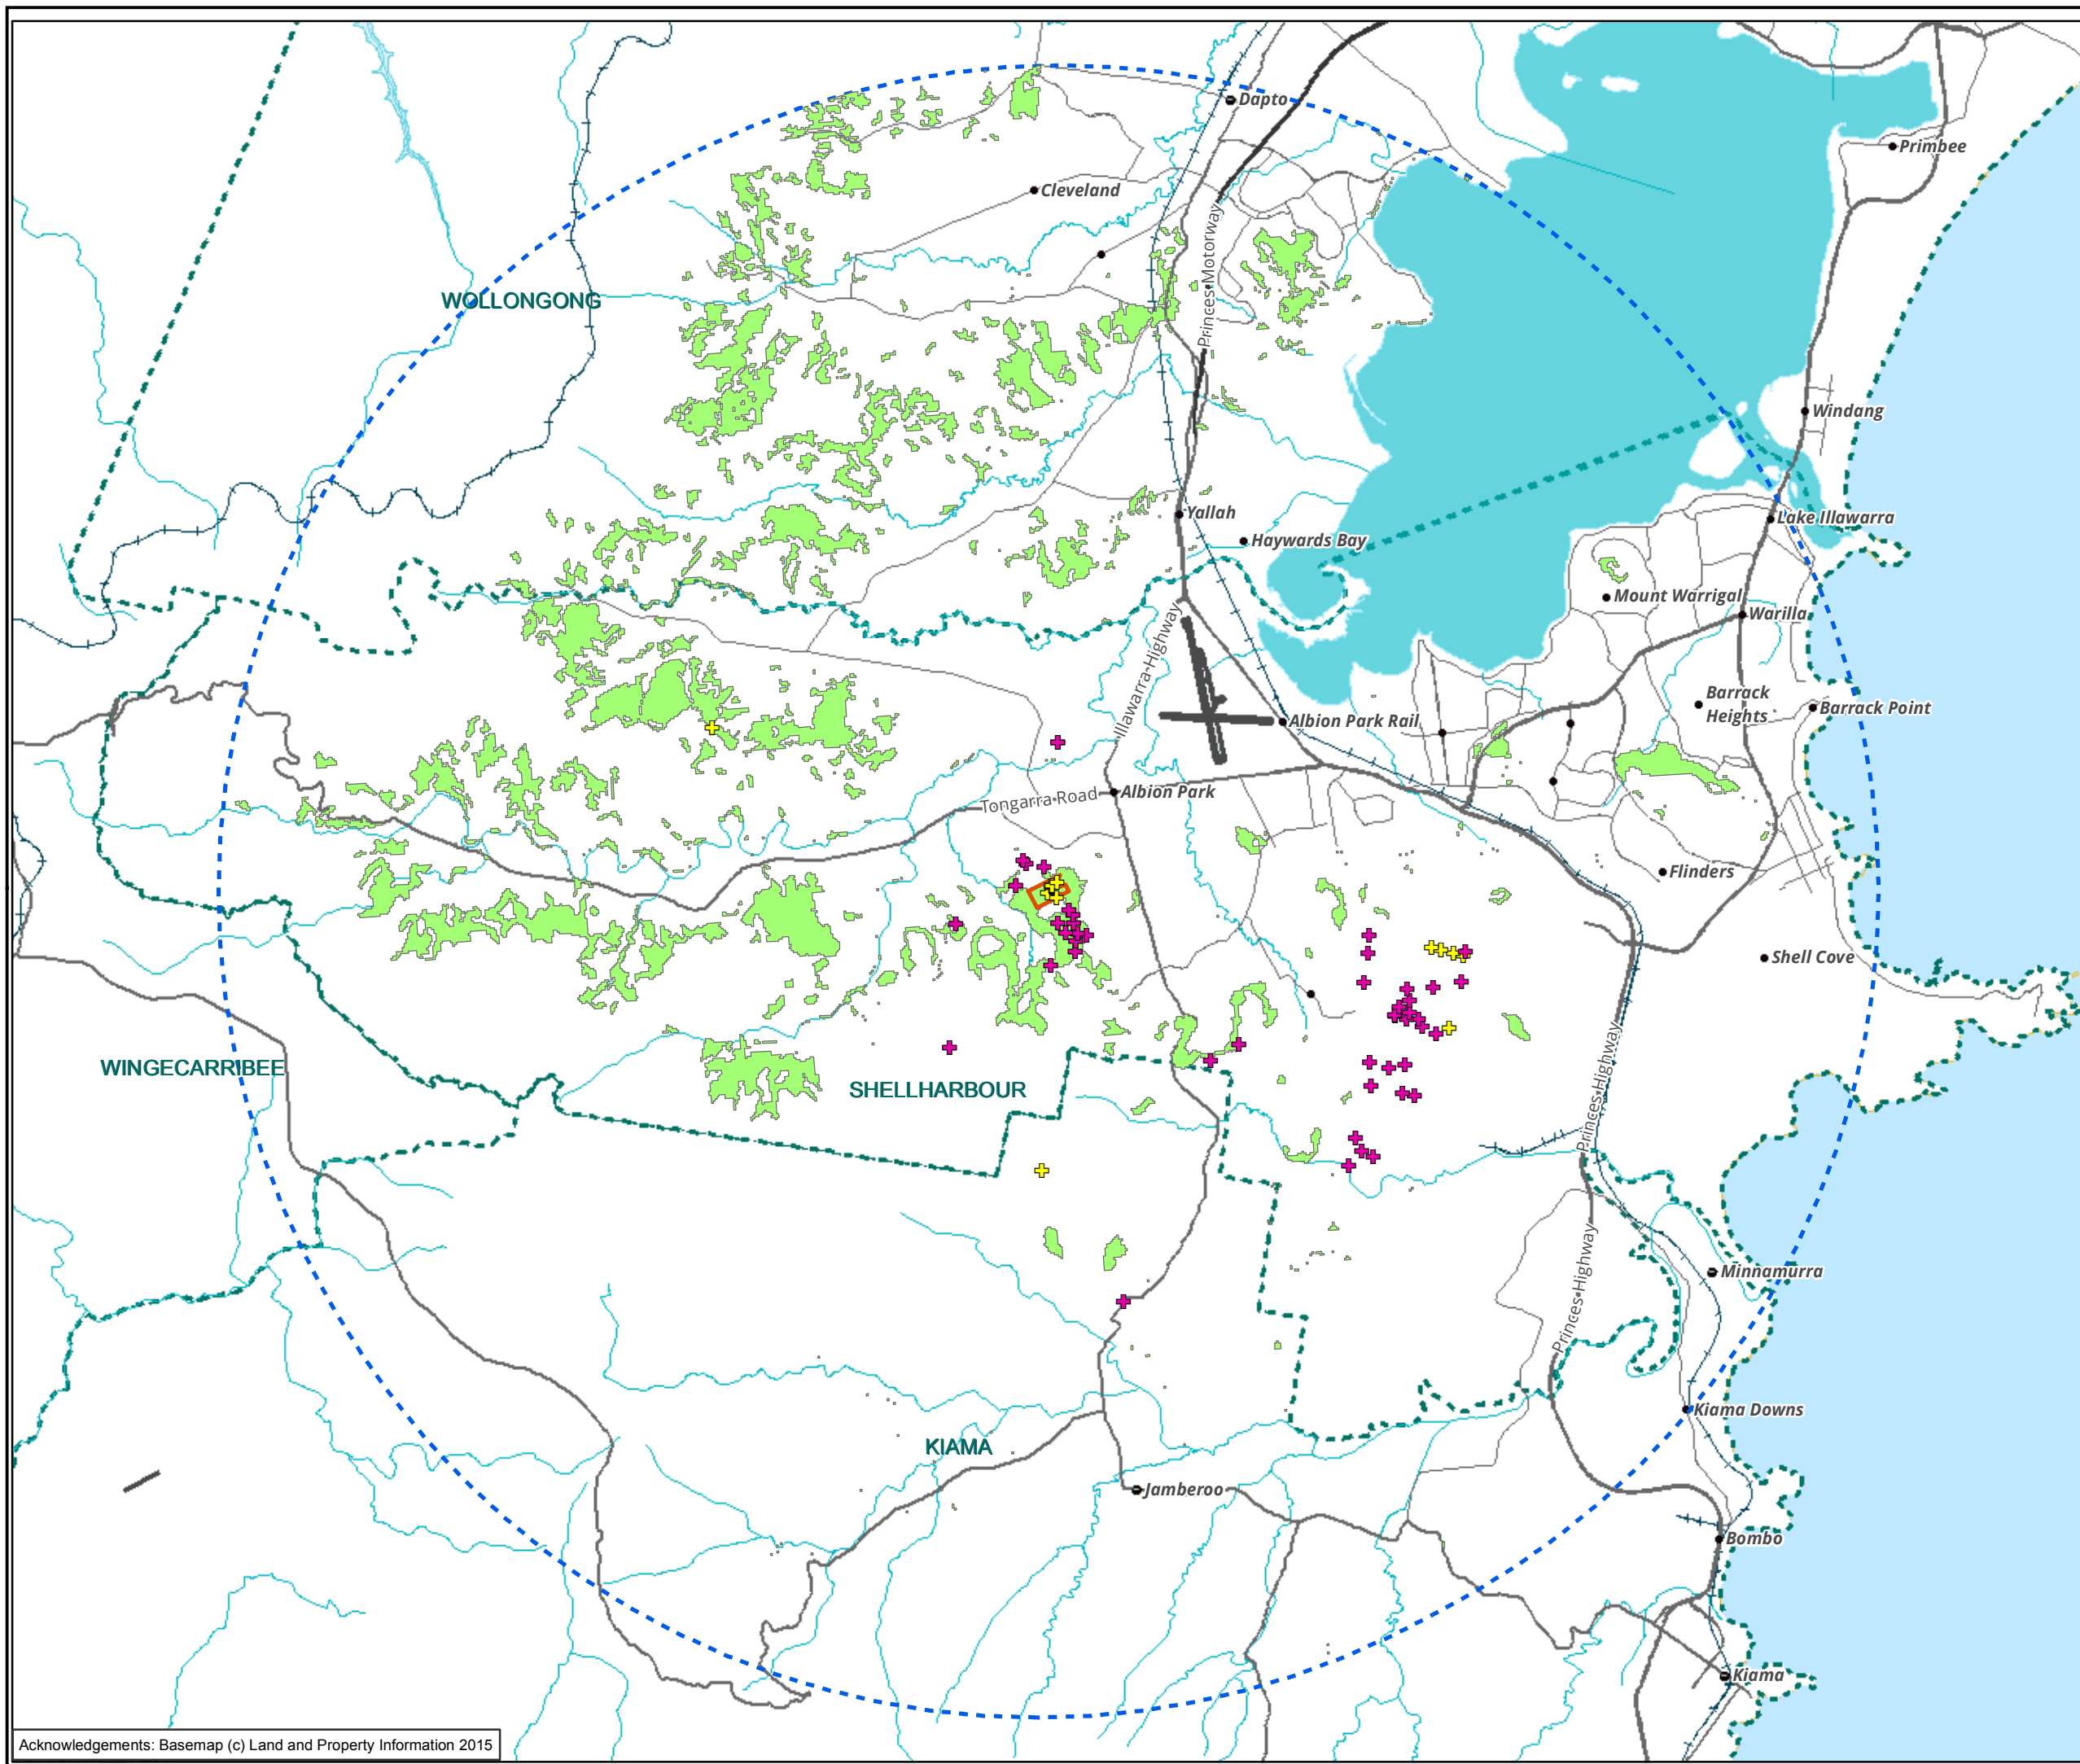 Dapto
Primbee
Cleveland
Princes Motorway
WOLLONGONG
Windang
Yallah
Lake Illawarra
Haywards Bay
Mount Warrigal
Warilla
Illawarra Highway
Barrack
Heights
Barrack Point
Albion Park Rail
Tongarra Road
Albion Park
Flinders
Shell Cove
WINGECARRIBEE
SHELLHARBOUR
Princes Highway
Minnamurra
Princes Highway
Kiama Downs
KIAMA
Jamberoo
Bombo
Kiama
Acknowledgements: Basemap (c) Land and Property Information 2015